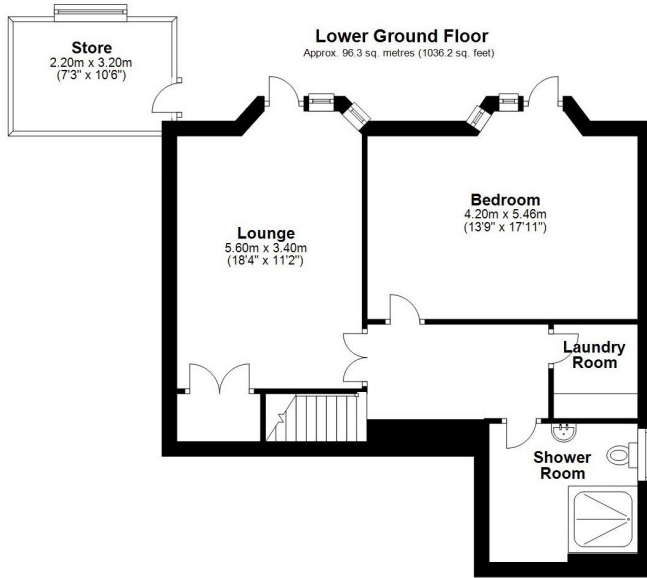 Lower Ground Floor
Approx. 96.3 sq. metres (1036.2 sq. feet)
Store
2.20m x 3.20m
(7'3" x 10'6")
Bedroom
4.20m x 5.46m
(13'9" x 17'11")
Lounge
5.60m x 3.40m
(18'4" x 11'2")
Laundry
Room
Shower
Room